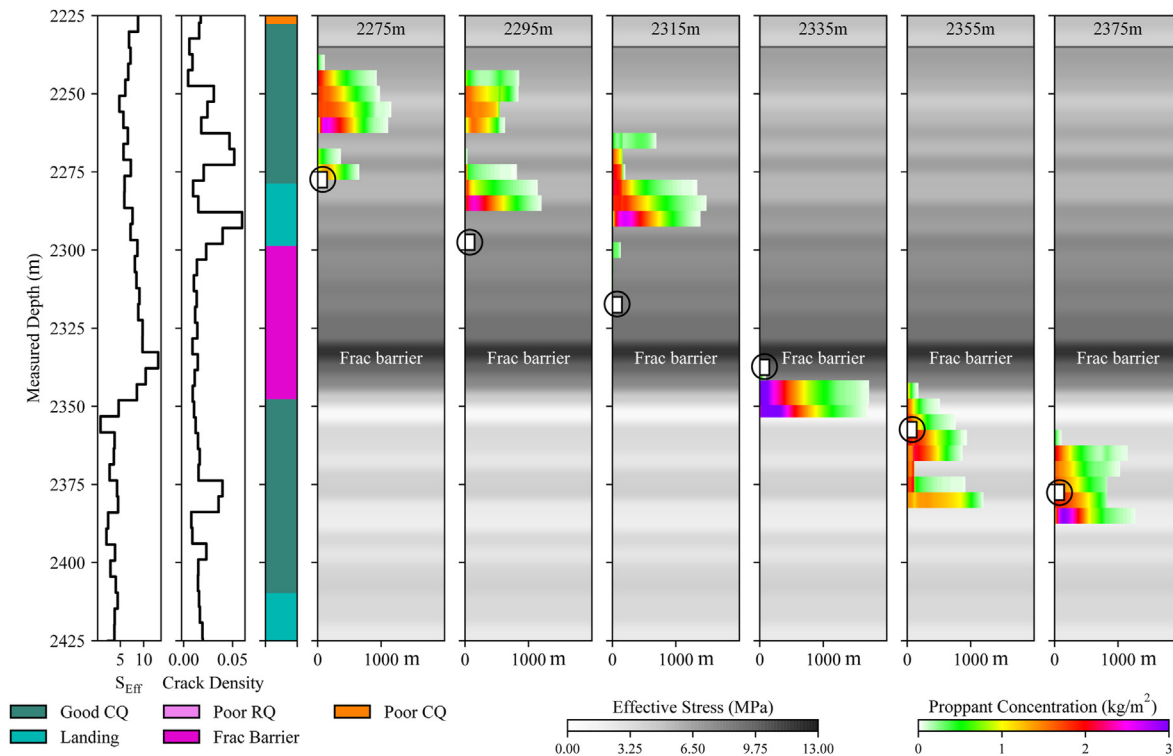 2275m 2295m 2315m 2335m 2355m 2375m
2225
2250
2275
2300
2325
2350
2375
2400
2425
Measured Depth (m)
Frac barrier Frac barrier Frac barrier Frac barrier Frac barrier Frac barrier
5 10 0.00 0.05 0 1000 m 0 1000 m 0 1000 m 0 1000 m 0 1000 m 0 1000 m
S_Eff Crack Density
Good CQ Poor RQ Poor CQ
Landing Frac Barrier
Effective Stress (MPa)
0.00 3.25 6.50 9.75 13.00
Proppant Concentration (kg/m²)
0 1 2 3